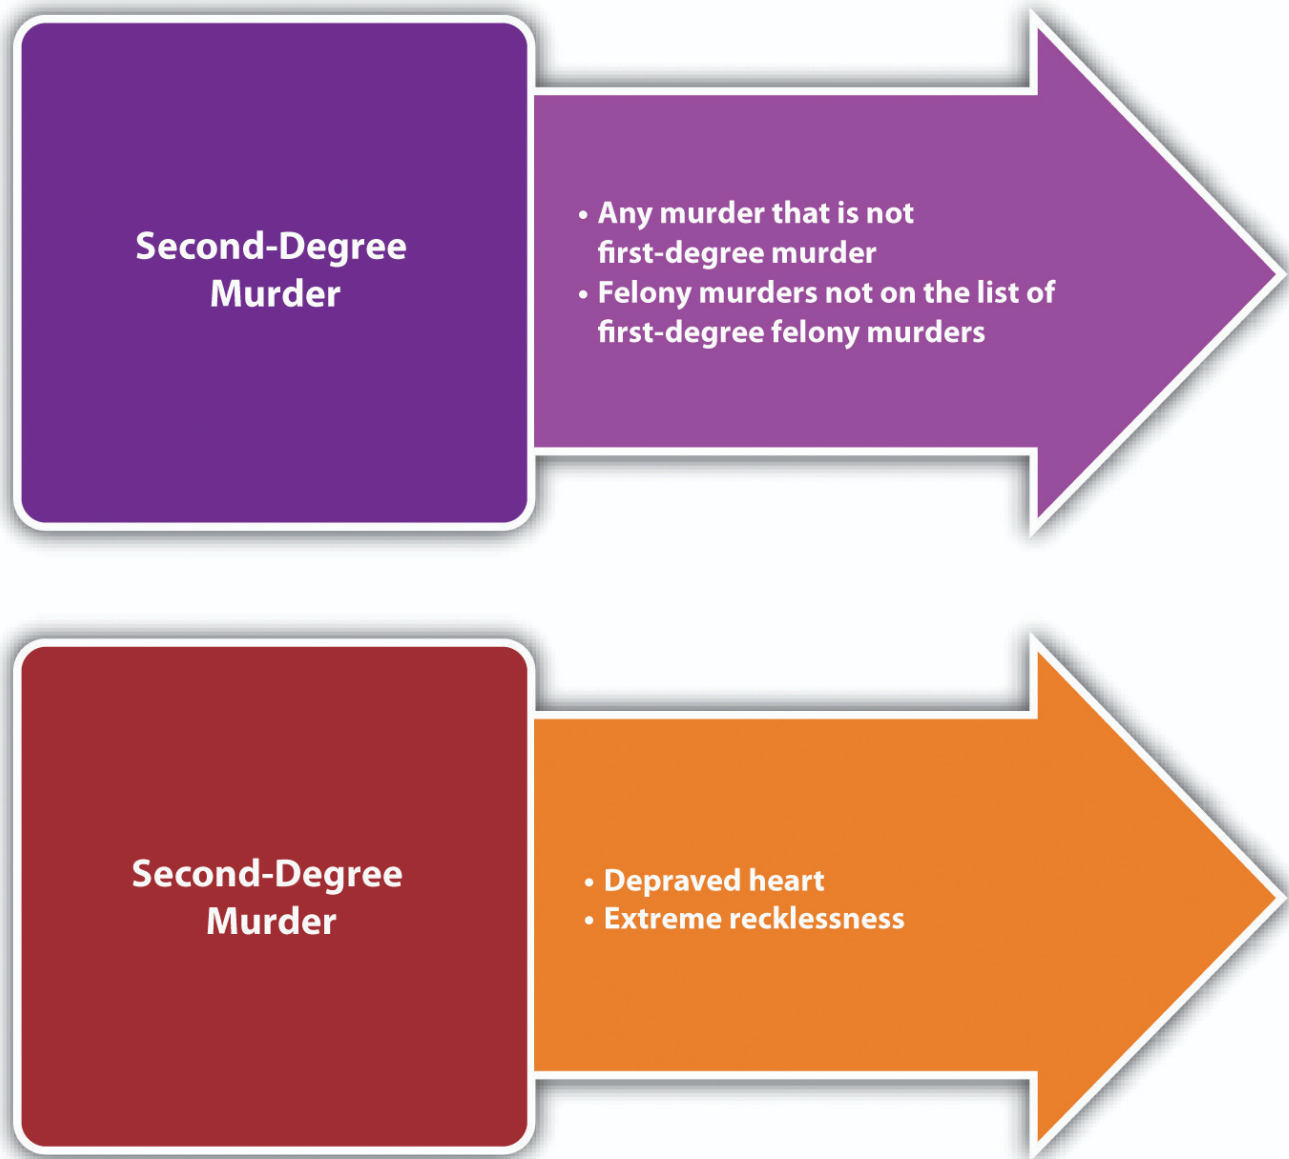 Second-Degree
Murder
• Any murder that is not
first-degree murder
• Felony murders not on the list of
first-degree felony murders
Second-Degree
Murder
• Depraved heart
• Extreme recklessness